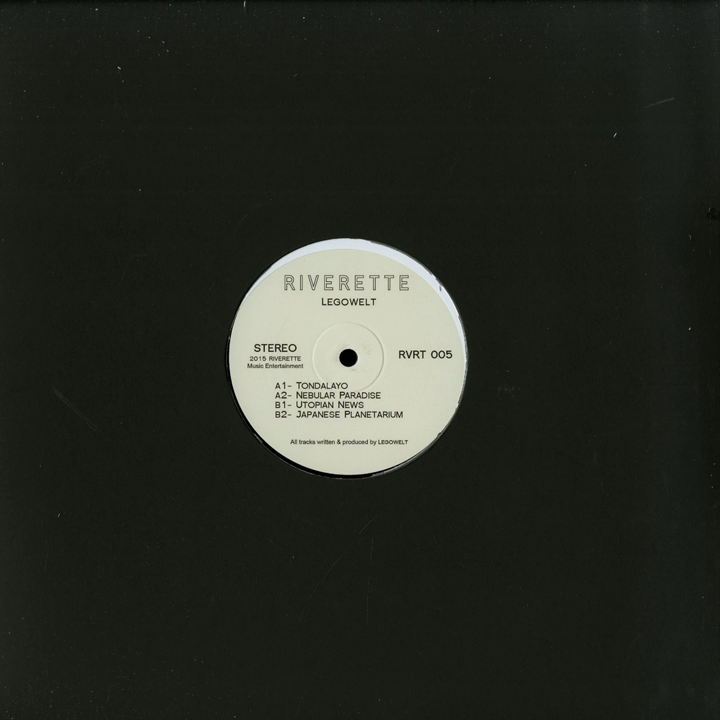 RIVERETTE
LEGOWELT
STEREO
2015 RIVERETTE
Music Entertainment
RVRT 005
A1- TONDALAYO
A2- NEBULAR PARADISE
B1- UTOPIAN NEWS
B2- JAPANESE PLANETARIUM
All tracks written & produced by LEGOWELT